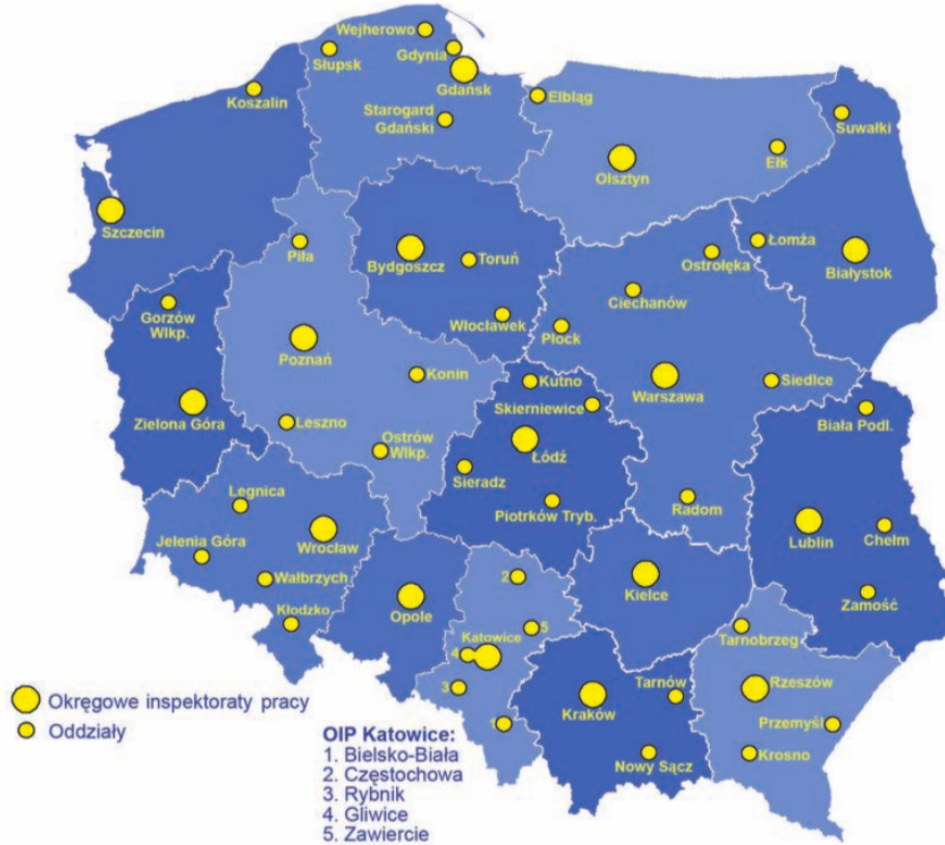 Wejherowo
Słupsk
Gdynia
Gdańsk
Koszalin
Starogard
Gdański
Elbląg
Suwałki
Ełk
Olsztyn
Szczecin
Piła
Bydgoszcz
Toruń
Łomża
Ostrołęka
Białystok
Ciechanów
Gorzów
Wlkp.
Włocławek
Płock
Poznań
Konin
Kutno
Warszawa
Siedlce
Skierniewice
Zielona Góra
Leszno
Biała Podl.
Ostrów
Wlkp.
Łódź
Sieradz
Legnica
Piotrków Tryb.
Radom
Jelenia Góra
Wrocław
Lublin
Chełm
Wałbrzych
2
Kielce
Kłodzko
Opole
Zamość
5
Katowice
4
Tarnobrzeg
3
Tarnów
Rzeszów
Kraków
1
Przemyśl
Nowy Sącz
Krosno
Okręgowe inspektoraty pracy
Oddziały
OIP Katowice:
1. Bielsko-Biała
2. Częstochowa
3. Rybnik
4. Gliwice
5. Zawiercie